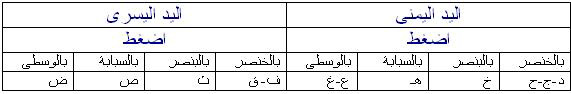 اليد اليمنى اليد اليسرى
اضغط اضغط
بالخنصر بالبنصر بالسبابة بالوسطى بالخنصر بالبنصر بالسبابة بالوسطى
د-ج-ح خ هـ ع-غ ف-ق ث ص ض